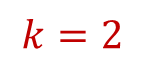 k = 2